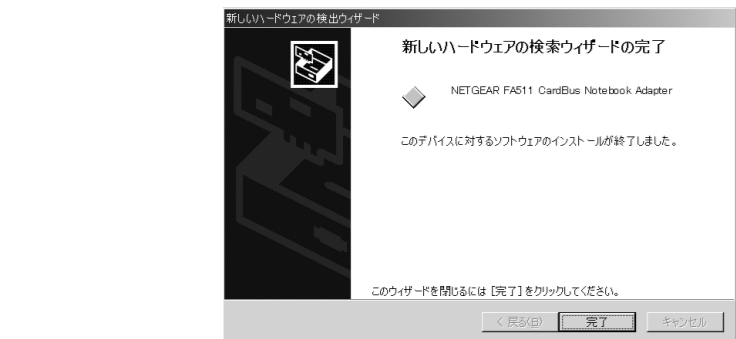 新しいハードウェアの検出ウィザード
新しいハードウェアの検索ウィザードの完了
NETGEAR FA511 CardBus Notebook Adapter
このデバイスに対するソフトウェアのインストールが終了しました。
このウィザードを閉じるには [完了] をクリックしてください。
< 戻る(B) 完了 キャンセル